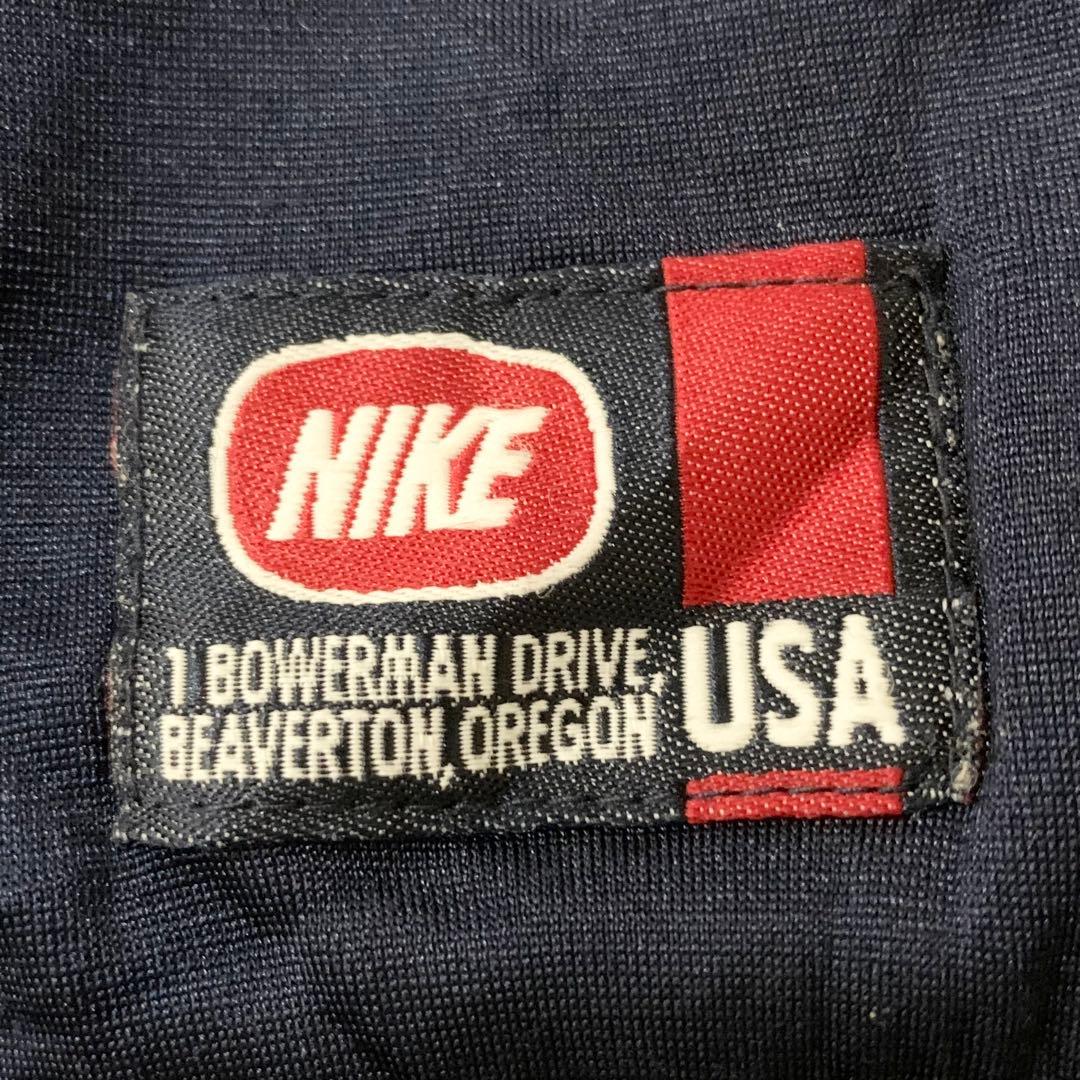 NIKE
1 BOWERMAN DRIVE,
BEAVERTON, OREGON
USA